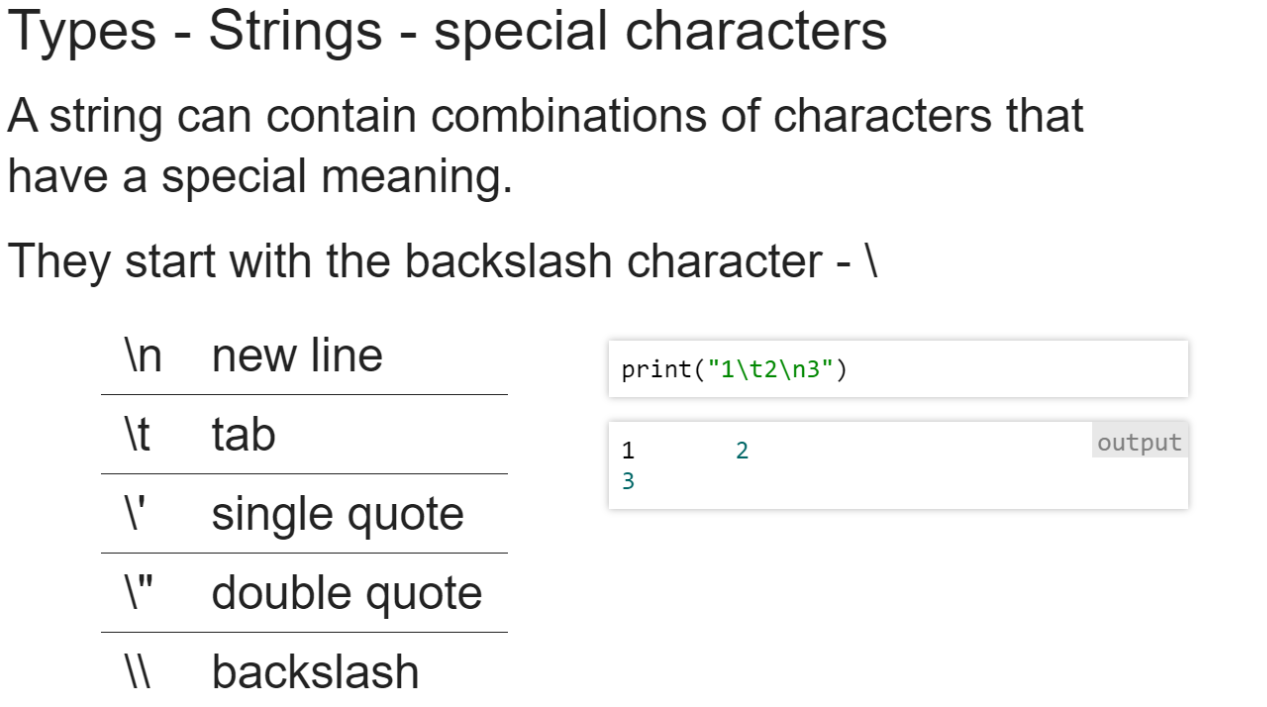 Types - Strings - special characters
A string can contain combinations of characters that
have a special meaning.
They start with the backslash character - \
\n new line
\t tab
\' single quote
\" double quote
\\ backslash
print("1\t2\n3")
output
1 2
3